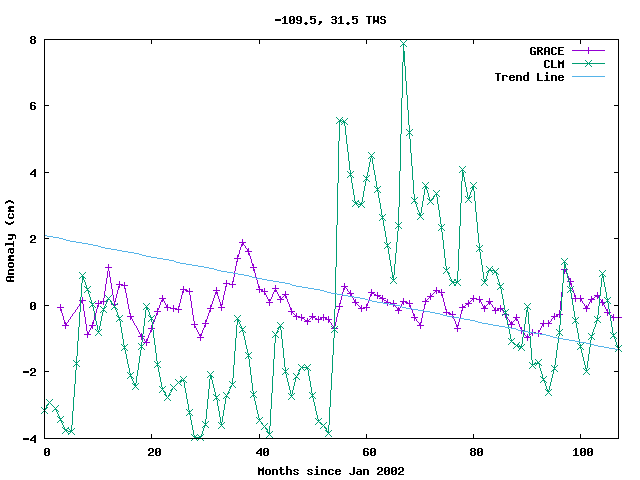 -109.5, 31.5 TWS
GRACE
CLM
Trend Line
8
6
4
2
0
-2
-4
Anomaly (cm)
0 20 40 60 80 100
Months since Jan 2002